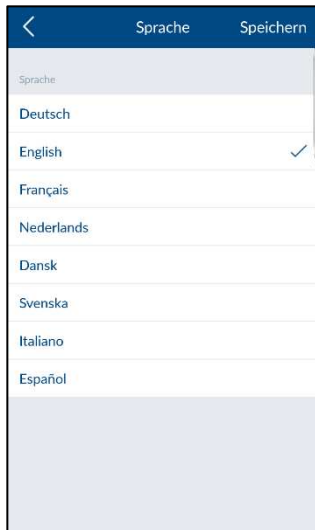 Sprache Speichern
Sprache
Deutsch
English
Français
Nederlands
Dansk
Svenska
Italiano
Español